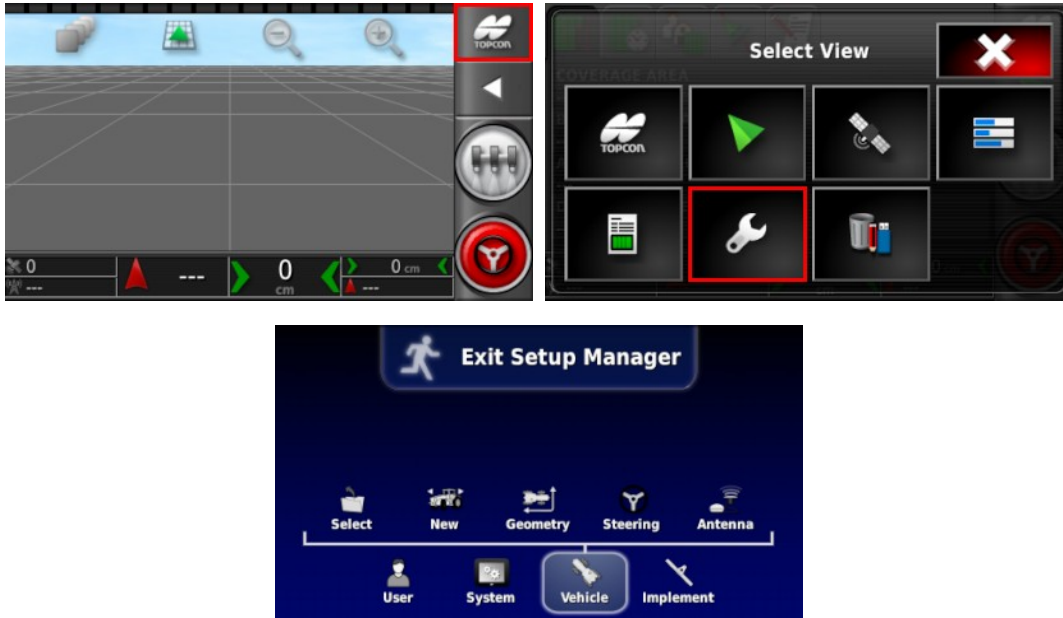 TOPCON
0
---
---
0
cm
0 cm
---
Select View
COVERAGE AREA
TOPCON
Exit Setup Manager
Select New Geometry Steering Antenna
User System Vehicle Implement